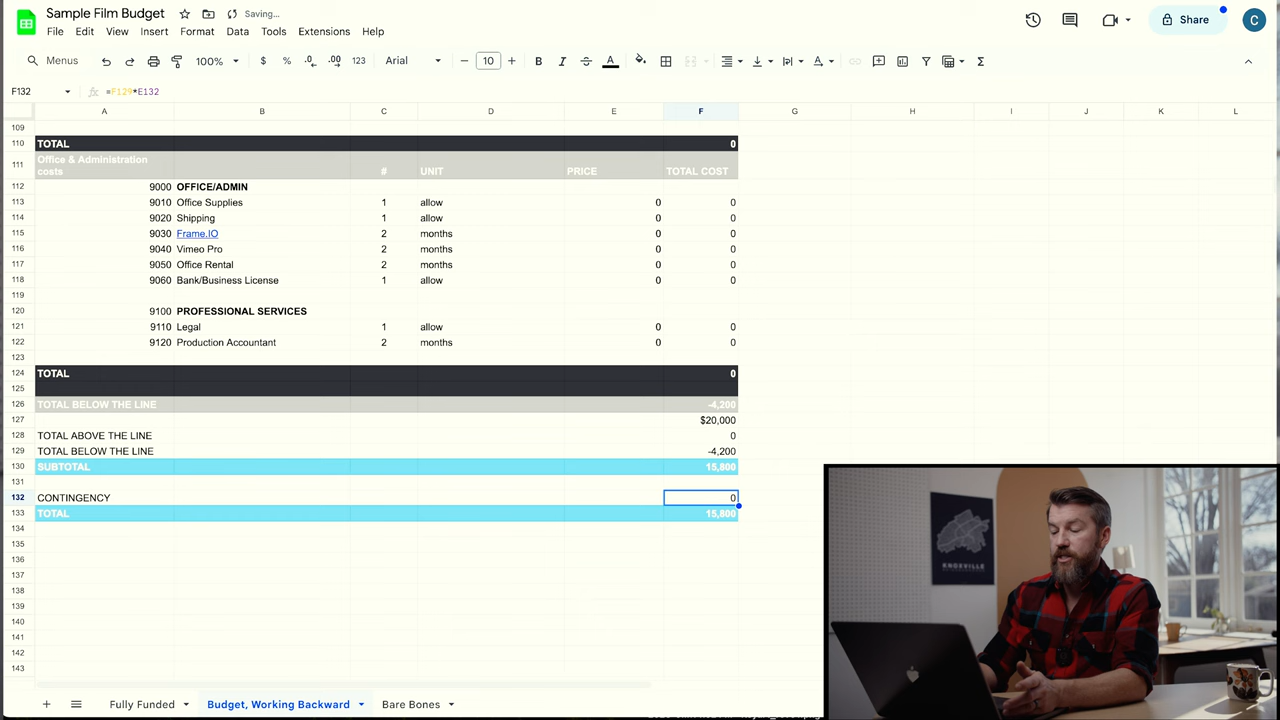 Sample Film Budget Saving...
File Edit View Insert Format Data Tools Extensions Help
Share C
Menus 100% $ % .0 .00 123 Arial 10 B I S A
F132 fx =F129*E132
A B C D E F G H I J K L
109
110 TOTAL 0
111 Office & Administration costs # UNIT PRICE TOTAL COST
112 9000 OFFICE/ADMIN
113 9010 Office Supplies 1 allow 0 0
114 9020 Shipping 1 allow 0 0
115 9030 Frame.IO 2 months 0 0
116 9040 Vimeo Pro 2 months 0 0
117 9050 Office Rental 2 months 0 0
118 9060 Bank/Business License 1 allow 0 0
119
120 9100 PROFESSIONAL SERVICES
121 9110 Legal 1 allow 0 0
122 9120 Production Accountant 2 months 0 0
123
124 TOTAL 0
125
126 TOTAL BELOW THE LINE -4,200
127 $20,000
128 TOTAL ABOVE THE LINE 0
129 TOTAL BELOW THE LINE -4,200
130 SUBTOTAL 15,800
131
132 CONTINGENCY 0
133 TOTAL 15,800
134
135
136
137
138
139
140
141
142
143
KNOXVILLE
Fully Funded Budget, Working Backward Bare Bones